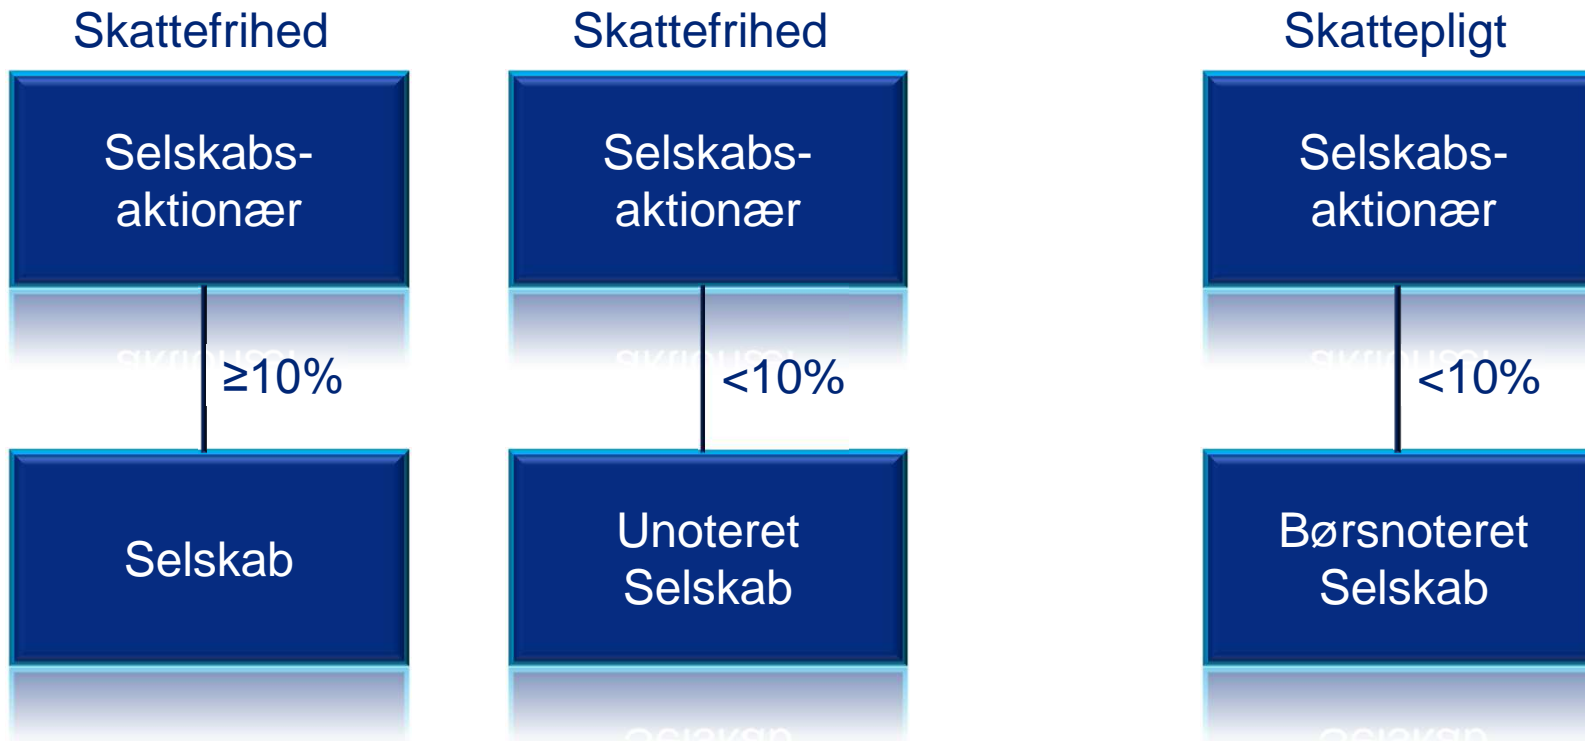 Skattefrihed
Selskabs-
aktionær
≥10%
Selskab
Skattefrihed
Selskabs-
aktionær
<10%
Unoteret
Selskab
Skattepligt
Selskabs-
aktionær
<10%
Børsnoteret
Selskab